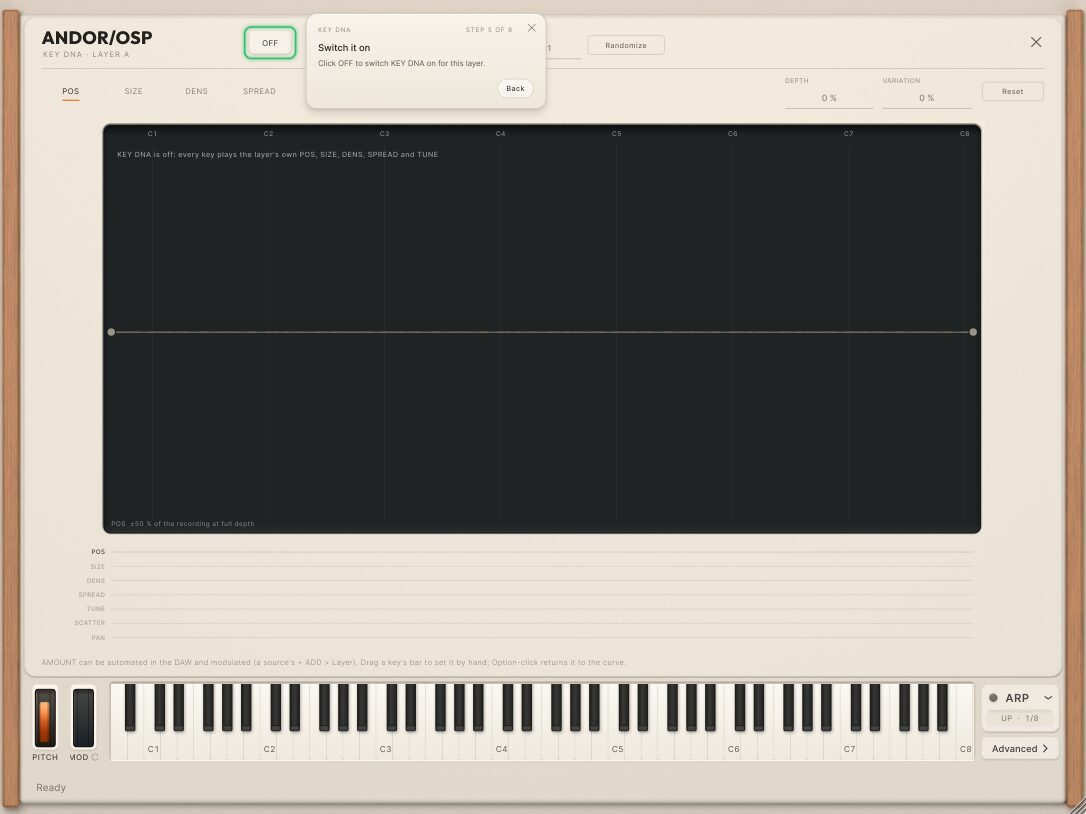 ANDOR/OSP
KEY DNA - LAYER A
OFF
KEY DNA
STEP 5 OF 8
Switch it on
Click OFF to switch KEY DNA on for this layer.
Back
1
Randomize
POS
SIZE
DENS
SPREAD
DEPTH
0 %
VARIATION
0 %
Reset
C1 C2 C3 C4 C5 C6 C7 C8
KEY DNA is off: every key plays the layer's own POS, SIZE, DENS, SPREAD and TUNE
POS ±50 % of the recording at full depth
POS
SIZE
DENS
SPREAD
TUNE
SCATTER
PAN
AMOUNT can be automated in the DAW and modulated (a source's + ADD > Layer). Drag a key's bar to set it by hand; Option-click returns it to the curve.
PITCH
MOD
C1 C2 C3 C4 C5 C6 C7 C8
ARP
UP · 1/8
Advanced
Ready